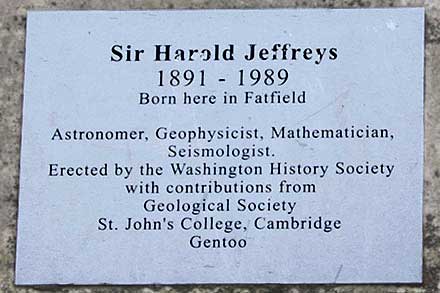 Sir Harold Jeffreys
1891 - 1989
Born here in Fatfield
Astronomer, Geophysicist, Mathematician,
Seismologist.
Erected by the Washington History Society
with contributions from
Geological Society
St. John's College, Cambridge
Gentoo